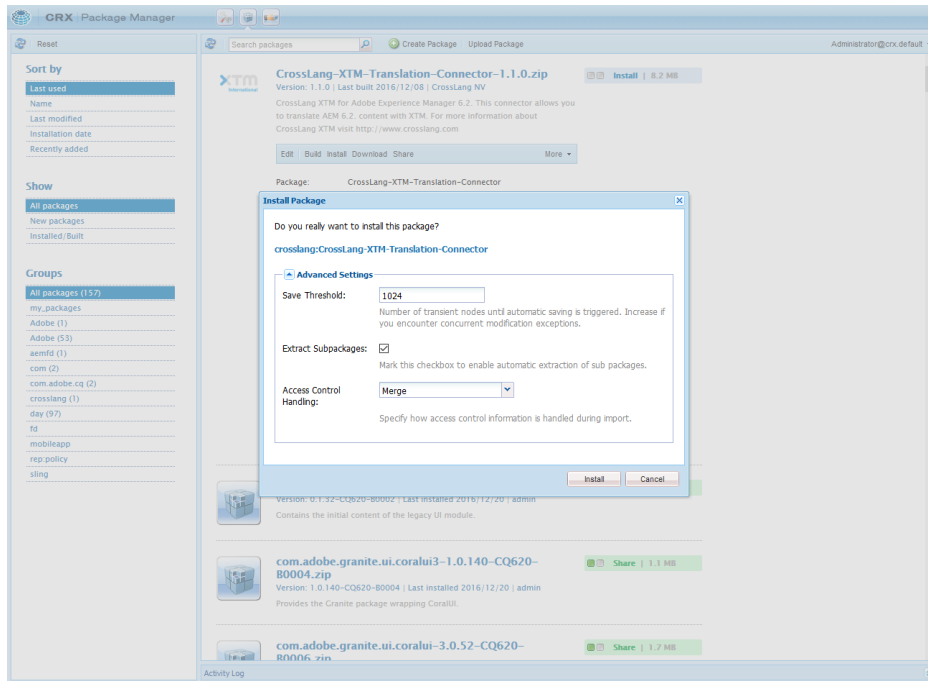 CRX Package Manager
Reset
Search packages
Create Package Upload Package
Administrator@crx.default
Sort by
Last used
Name
Last modified
Installation date
Recently added
Show
All packages
New packages
Installed/Built
Groups
All packages (157)
my_packages
Adobe (1)
Adobe (53)
aemfd (1)
com (2)
com.adobe.cq (2)
crosslang (1)
day (97)
fd
mobileapp
rep:policy
sling
XTM
International
CrossLang-XTM-Translation-Connector-1.1.0.zip
Install | 8.2 MB
Version: 1.1.0 | Last built 2016/12/08 | CrossLang NV
CrossLang XTM for Adobe Experience Manager 6.2. This connector allows you
to translate AEM 6.2. content with XTM. For more information about
CrossLang XTM visit http://www.crosslang.com
Edit Build Install Download Share More
Package: CrossLang-XTM-Translation-Connector
Install Package
Do you really want to install this package?
crosslang:CrossLang-XTM-Translation-Connector
Advanced Settings
Save Threshold: 1024
Number of transient nodes until automatic saving is triggered. Increase if
you encounter concurrent modification exceptions.
Extract Subpackages:
Mark this checkbox to enable automatic extraction of sub packages.
Access Control
Handling:
Merge
Specify how access control information is handled during import.
Install Cancel
Version: 0.1.32-CQ620-B0002 | Last installed 2016/12/20 | admin
Contains the initial content of the legacy UI module.
com.adobe.granite.ui.coralui3-1.0.140-CQ620-
B0004.zip
Share | 1.1 MB
Version: 1.0.140-CQ620-B0004 | Last installed 2016/12/20 | admin
Provides the Granite package wrapping CoralUI.
com.adobe.granite.ui.coralui-3.0.52-CQ620-
B0006.zip
Share | 1.7 MB
Activity Log